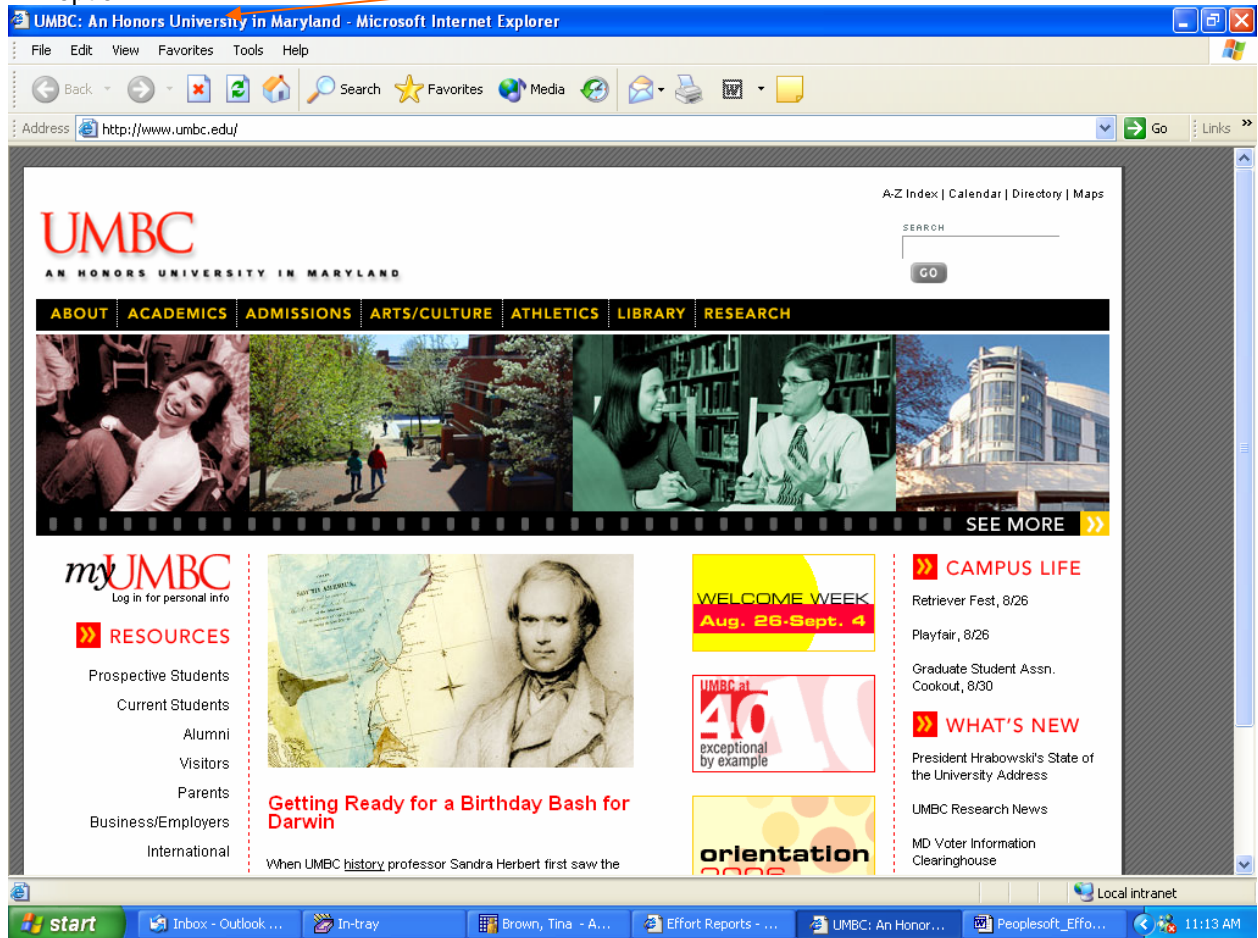 UMBC: An Honors University in Maryland - Microsoft Internet Explorer
File Edit View Favorites Tools Help
Back Search Favorites Media
Address http://www.umbc.edu/ Go Links »
A-Z Index | Calendar | Directory | Maps
UMBC
AN HONORS UNIVERSITY IN MARYLAND
SEARCH
GO
ABOUT ACADEMICS ADMISSIONS ARTS/CULTURE ATHLETICS LIBRARY RESEARCH
SEE MORE »
myUMBC
Log in for personal info
» RESOURCES
Prospective Students
Current Students
Alumni
Visitors
Parents
Business/Employers
International
SOUTH AMERICA
Getting Ready for a Birthday Bash for
Darwin
When UMBC history professor Sandra Herbert first saw the
WELCOME WEEK
Aug. 26-Sept. 4
UMBC at
40
exceptional
by example
orientation
2006
» CAMPUS LIFE
Retriever Fest, 8/26
Playfair, 8/26
Graduate Student Assn.
Cookout, 8/30
» WHAT'S NEW
President Hrabowski's State of
the University Address
UMBC Research News
MD Voter Information
Clearinghouse
Local intranet
start Inbox - Outlook ... In-tray Brown, Tina - A... Effort Reports - ... UMBC: An Honor... Peoplesoft_Effo... 11:13 AM